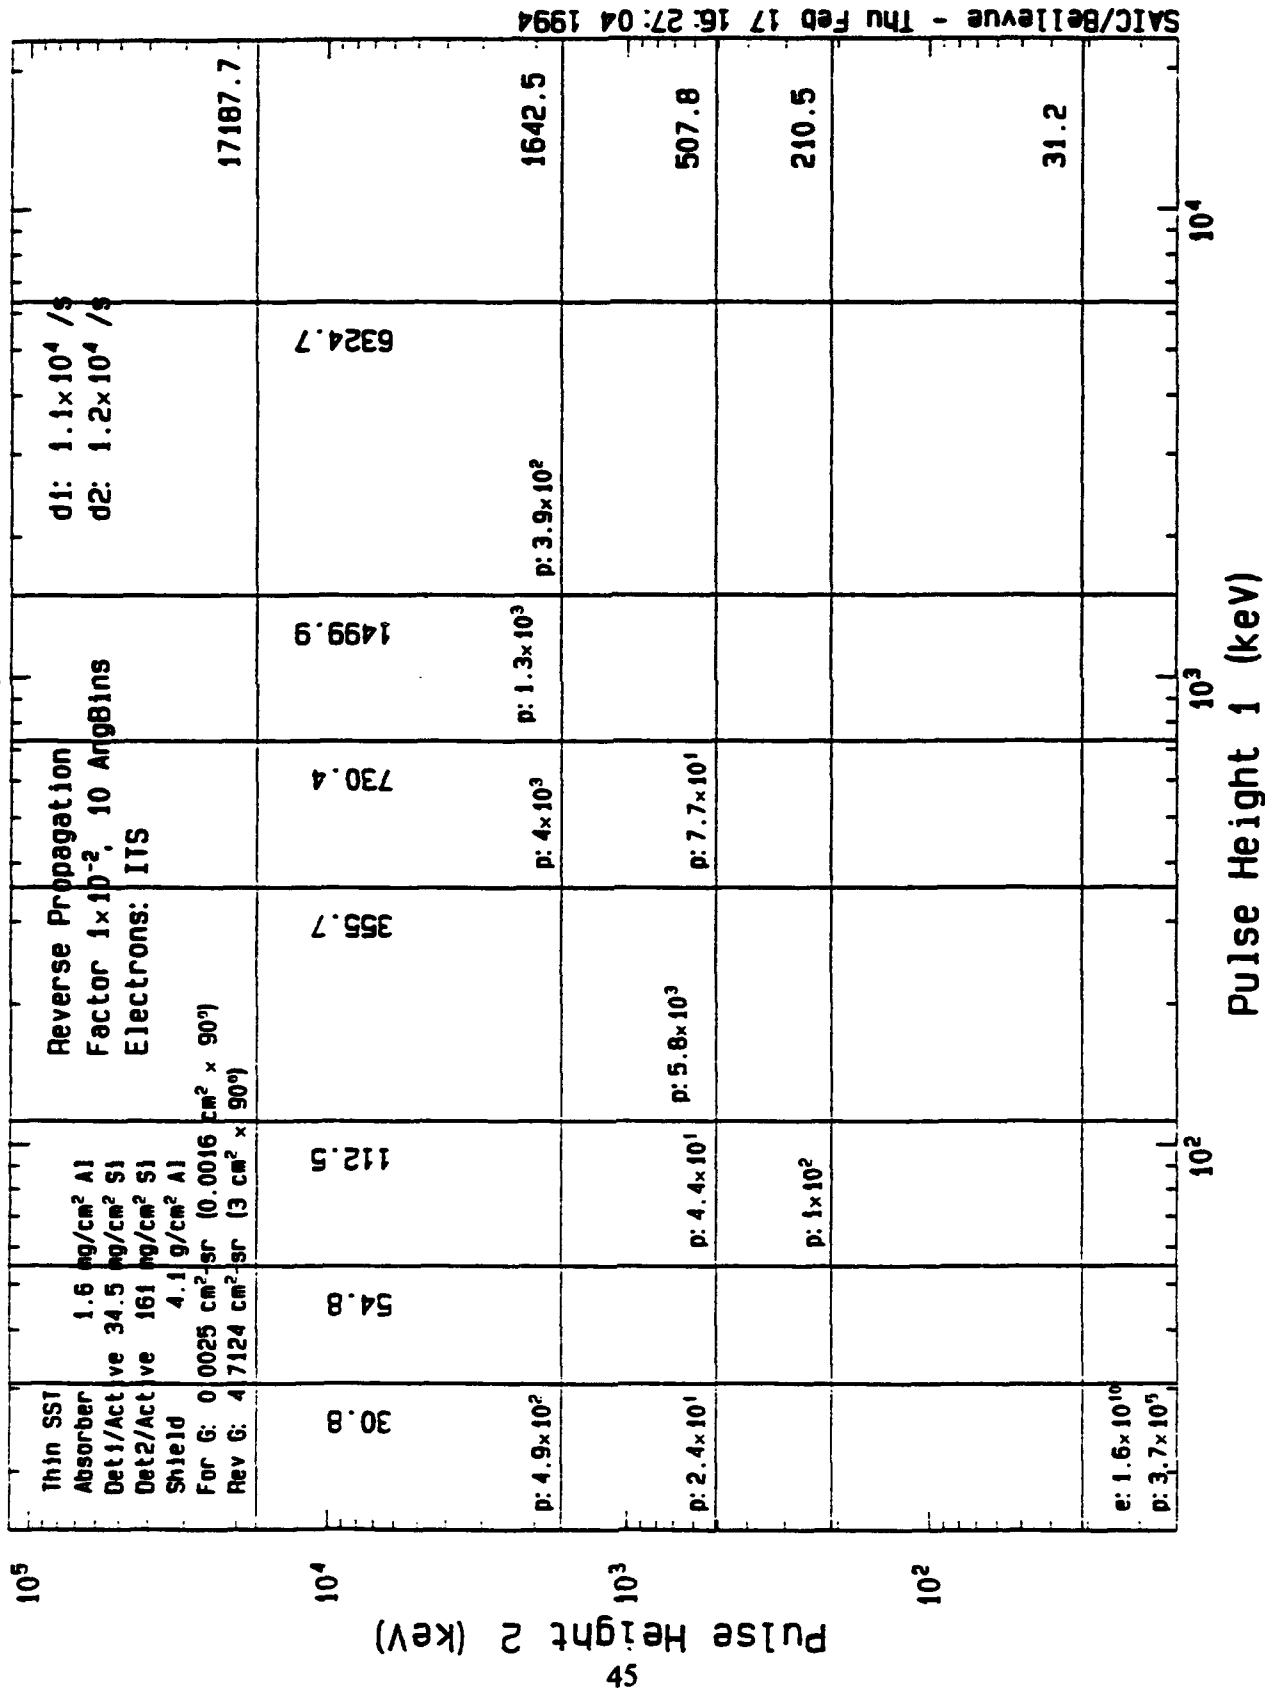 Thin SST
Absorber 1.6 mg/cm² Al
Det1/Active 34.5 mg/cm² Si
Det2/Active 161 mg/cm² Si
Shield 4.1 g/cm² Al
For G: 0.0025 cm²-sr (0.0016 cm² × 90°)
Rev G: 4.7124 cm²-sr (3 cm² × 90°)
Reverse Propagation
Factor 1×10⁻², 10 AngBins
Electrons: ITS
d1: 1.1×10⁴ /s
d2: 1.2×10⁴ /s
17187.7
30.8
54.8
112.5
355.7
730.4
1499.9
6324.7
p: 4.9×10²
p: 4×10³
p: 1.3×10³
p: 3.9×10²
1642.5
p: 2.4×10¹
p: 4.4×10¹
p: 5.8×10³
p: 7.7×10¹
507.8
p: 1×10²
210.5
31.2
e: 1.6×10¹⁰
p: 3.7×10⁵
10⁵
10⁴
10³
10²
Pulse Height 2 (keV)
10²
10³
10⁴
Pulse Height 1 (keV)
SAIC/Bellevue - Thu Feb 17 16:27:04 1994
45